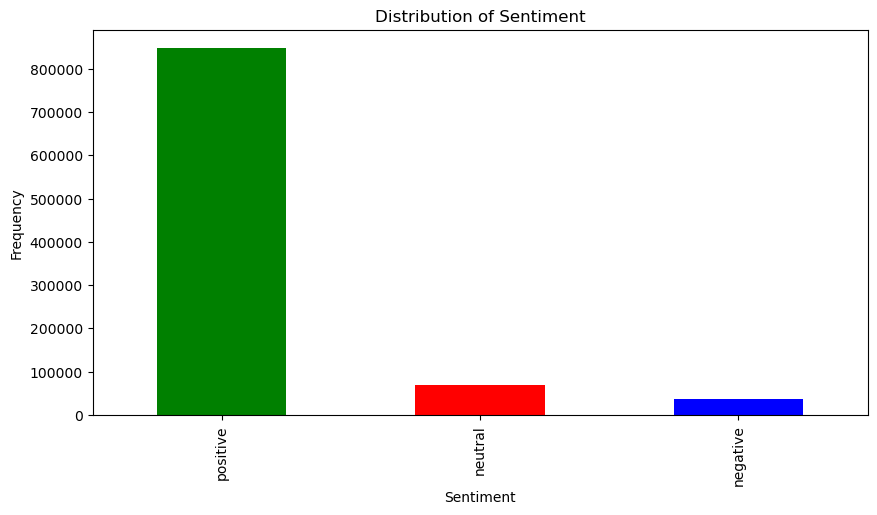 Distribution of Sentiment
Frequency
800000
700000
600000
500000
400000
300000
200000
100000
0
positive
neutral
negative
Sentiment